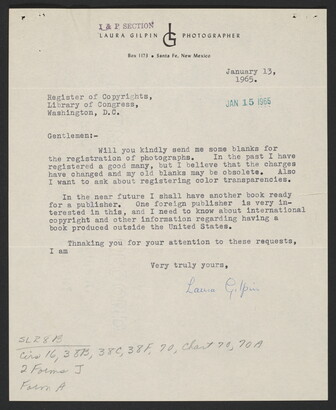 I & P SECTION
LAURA GILPIN LG PHOTOGRAPHER
Box 1173 • Santa Fe, New Mexico
January 13,
1965.
Register of Copyrights,
Library of Congress,
Washington, D.C.
JAN 15 1965
Gentlemen:-
Will you kindly send me some blanks for
the registration of photographs. In the past I have
registered a good many, but I believe that the charges
have changed and my old blanks may be obsolete. Also
I want to ask about registering color transparencies.
In the near future I shall have another book ready
for a publisher. One foreign publisher is very in-
terested in this, and I need to know about international
copyright and other information regarding having a
book produced outside the United States.
Thnaking you for your attention to these requests,
I am
Very truly yours,
Laura Gilpin
SL28B
Circ 16, 38B, 38C, 38F, 70, Chart 70, 70A
2 Forms J
Form A